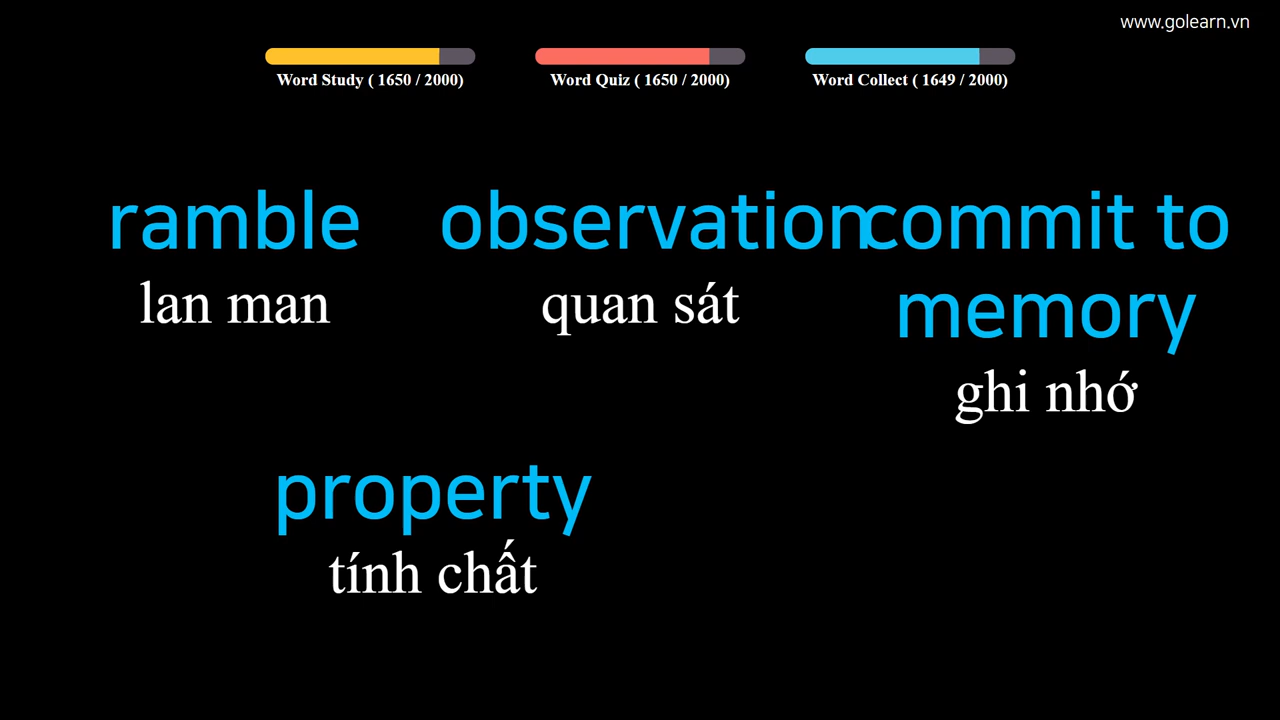 www.golearn.vn
Word Study ( 1650 / 2000)
Word Quiz ( 1650 / 2000)
Word Collect ( 1649 / 2000)
ramble
lan man
observation
quan sát
commit to
memory
ghi nhớ
property
tính chất